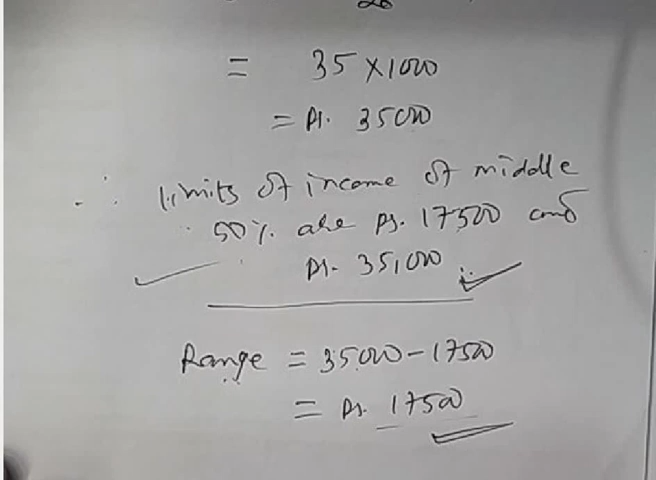 20
= 35 × 1000
= Rs. 35000
∴ limits of income of middle
50% are Rs. 17500 and
Rs. 35,000
Range = 35000 - 17500
= Rs. 17500